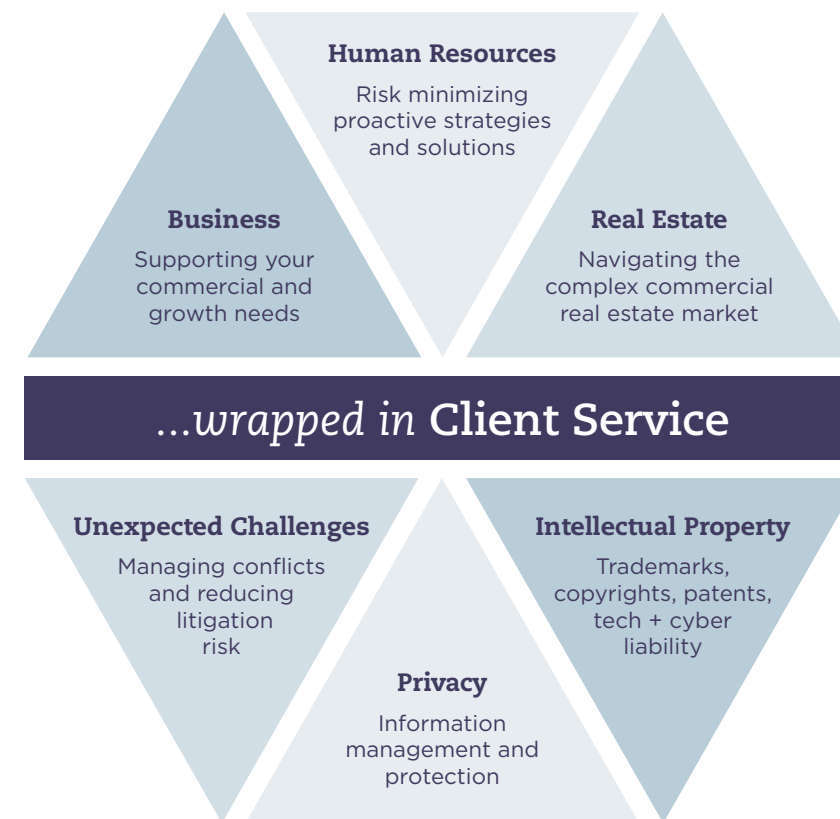 Human Resources
Risk minimizing
proactive strategies
and solutions
Business
Supporting your
commercial and
growth needs
Real Estate
Navigating the
complex commercial
real estate market
...wrapped in Client Service
Unexpected Challenges
Managing conflicts
and reducing
litigation
risk
Privacy
Information
management and
protection
Intellectual Property
Trademarks,
copyrights, patents,
tech + cyber
liability